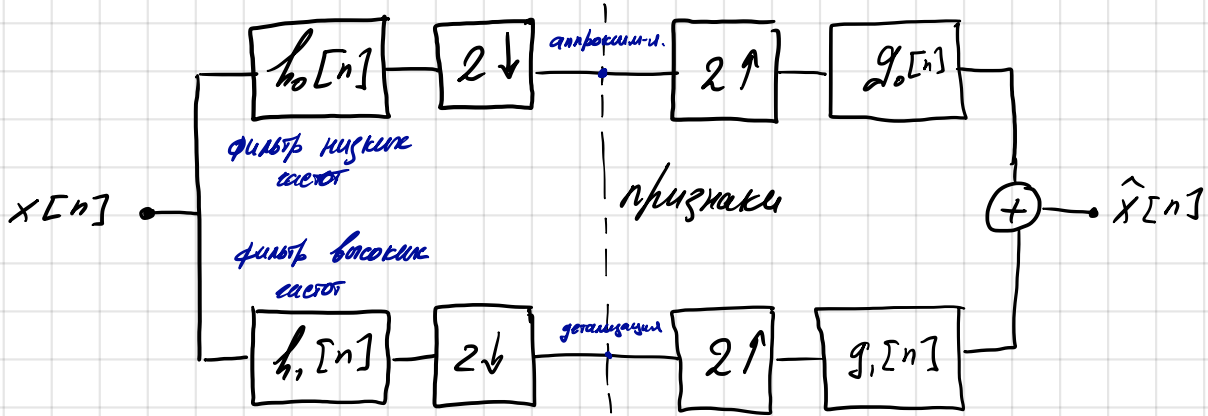 h₀[n]
2↓
аппроксим-я.
2↑
g₀[n]
фильтр низких
частот
x[n]
признаки
+
x̂[n]
фильтр высоких
частот
h₁[n]
2↓
детализация
2↑
g₁[n]